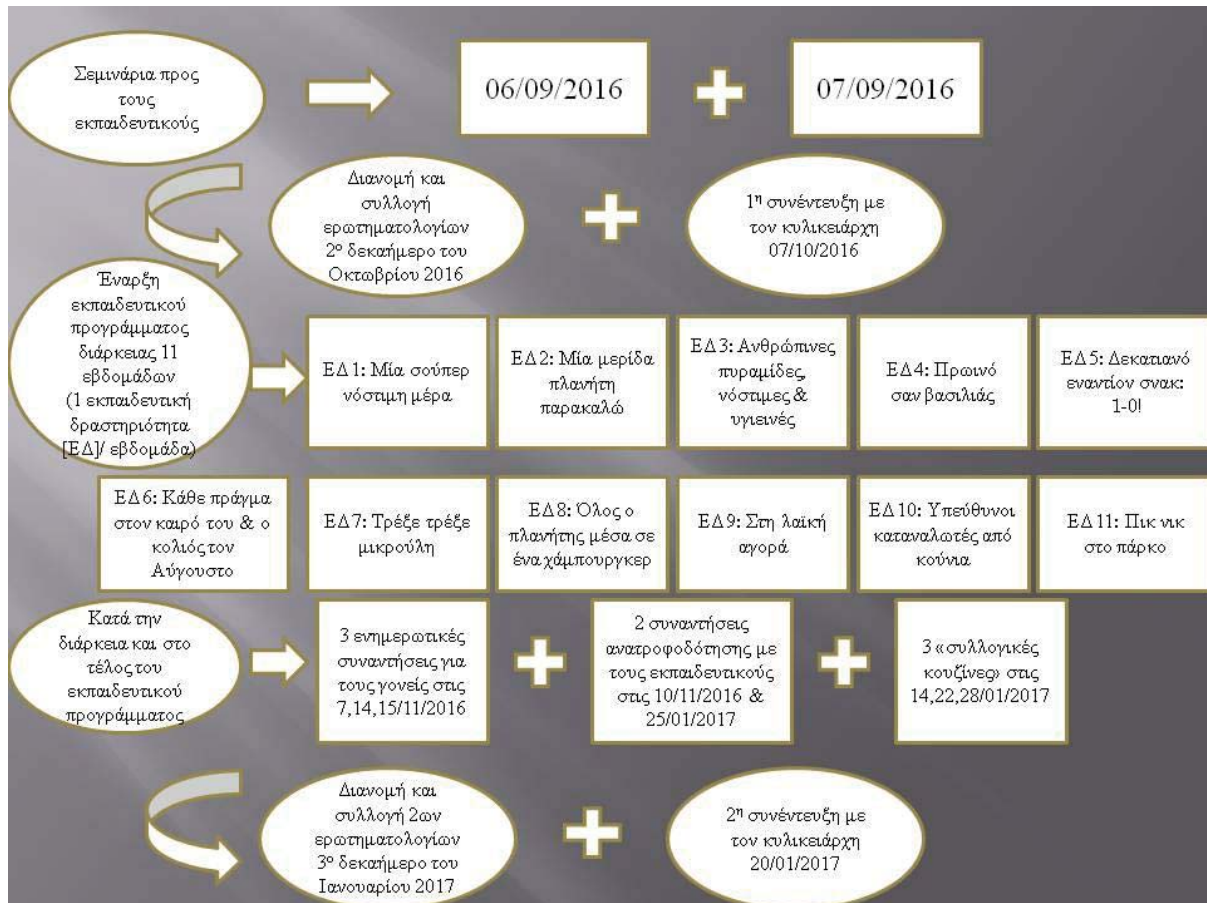 Σεμινάρια προς
τους
εκπαιδευτικούς
06/09/2016
07/09/2016
Διανομή και
συλλογή
ερωτηματολογίων
2ο δεκαήμερο του
Οκτωβρίου 2016
1η συνέντευξη με
τον κυλικειάρχη
07/10/2016
Έναρξη
εκπαιδευτικού
προγράμματος
διάρκειας 11
εβδομάδων
(1 εκπαιδευτική
δραστηριότητα
[ΕΔ]/ εβδομάδα)
ΕΔ1: Μία σούπερ
νόστιμη μέρα
ΕΔ2: Μία μερίδα
πλανήτη
παρακαλώ
ΕΔ3: Ανθρώπινες
πυραμίδες,
νόστιμες &
υγιεινές
ΕΔ4: Πρωινό
σαν βασιλιάς
ΕΔ5: Δεκατιανό
εναντίον σνακ:
1-0!
ΕΔ6: Κάθε πράγμα
στον καιρό του & ο
κολιός τον
Αύγουστο
ΕΔ7: Τρέξε τρέξε
μικρούλη
ΕΔ8: Όλος ο
πλανήτης μέσα σε
ένα χάμπουργκερ
ΕΔ9: Στη λαϊκή
αγορά
ΕΔ10: Υπεύθυνοι
καταναλωτές από
κούνια
ΕΔ11: Πικ νικ
στο πάρκο
Κατά την
διάρκεια και στο
τέλος του
εκπαιδευτικού
προγράμματος
3 ενημερωτικές
συναντήσεις για
τους γονείς στις
7,14,15/11/2016
2 συναντήσεις
ανατροφοδότησης με
τους εκπαιδευτικούς
στις 10/11/2016 &
25/01/2017
3 «συλλογικές
κουζίνες» στις
14,22,28/01/2017
Διανομή και
συλλογή 2ων
ερωτηματολογίων
3ο δεκαήμερο του
Ιανουαρίου 2017
2η συνέντευξη με
τον κυλικειάρχη
20/01/2017